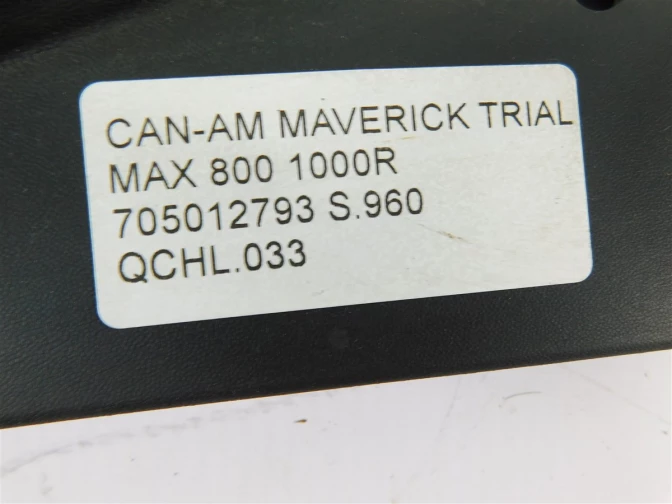 CAN-AM MAVERICK TRIAL
MAX 800 1000R
705012793 S.960
QCHL.033